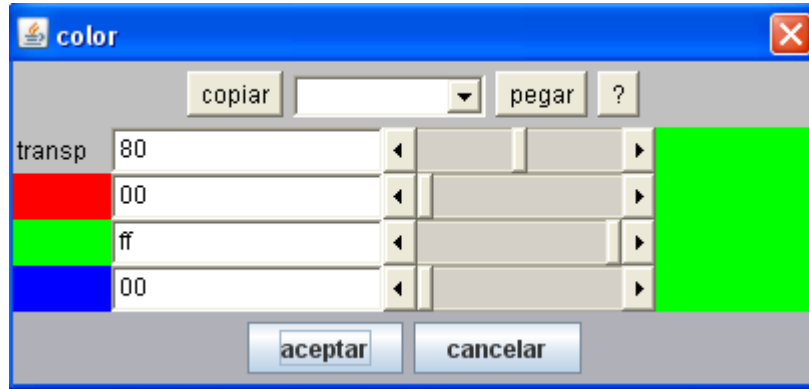 color
copiar pegar ?
transp 80
00
ff
00
aceptar cancelar